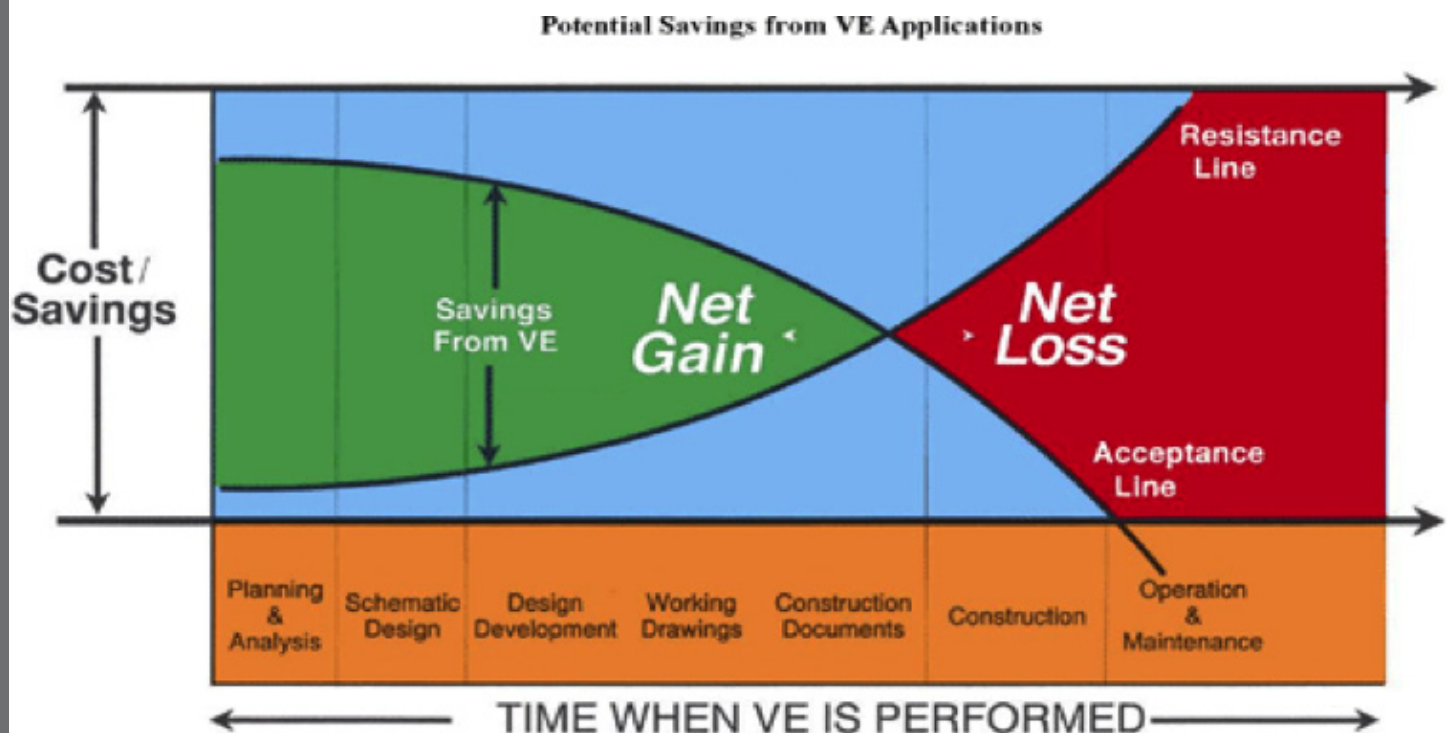 Potential Savings from VE Applications
Cost/
Savings
Savings
From VE
Net
Gain
Net
Loss
Resistance
Line
Acceptance
Line
Planning
&
Analysis
Schematic
Design
Design
Development
Working
Drawings
Construction
Documents
Construction
Operation
&
Maintenance
TIME WHEN VE IS PERFORMED